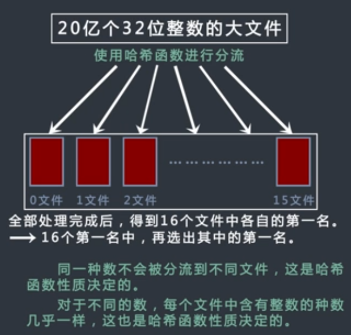 20亿个32位整数的大文件
使用哈希函数进行分流
………………
0文件 1文件 2文件 15文件
全部处理完成后，得到16个文件中各自的第一名。
→ 16个第一名中，再选出其中的第一名。
同一种数不会被分流到不同文件，这是哈希
函数性质决定的。
对于不同的数，每个文件中含有整数的种数
几乎一样，这也是哈希函数性质决定的。